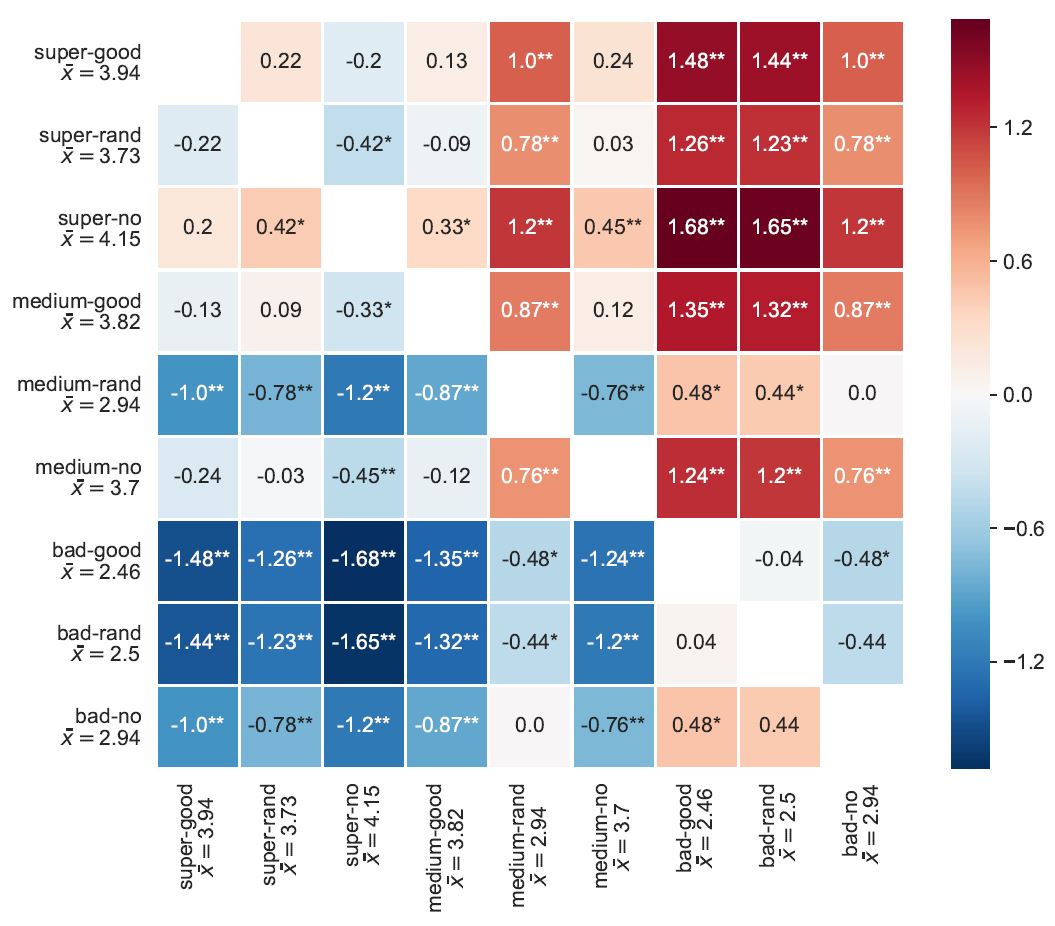 super-good
x̄ = 3.94
0.22 -0.2 0.13 1.0** 0.24 1.48** 1.44** 1.0**
super-rand
x̄ = 3.73
-0.22 -0.42* -0.09 0.78** 0.03 1.26** 1.23** 0.78**
super-no
x̄ = 4.15
0.2 0.42* 0.33* 1.2** 0.45** 1.68** 1.65** 1.2**
medium-good
x̄ = 3.82
-0.13 0.09 -0.33* 0.87** 0.12 1.35** 1.32** 0.87**
medium-rand
x̄ = 2.94
-1.0** -0.78** -1.2** -0.87** -0.76** 0.48* 0.44* 0.0
medium-no
x̄ = 3.7
-0.24 -0.03 -0.45** -0.12 0.76** 1.24** 1.2** 0.76**
bad-good
x̄ = 2.46
-1.48** -1.26** -1.68** -1.35** -0.48* -1.24** -0.04 -0.48*
bad-rand
x̄ = 2.5
-1.44** -1.23** -1.65** -1.32** -0.44* -1.2** 0.04 -0.44
bad-no
x̄ = 2.94
-1.0** -0.78** -1.2** -0.87** 0.0 -0.76** 0.48* 0.44
super-good
x̄ = 3.94
super-rand
x̄ = 3.73
super-no
x̄ = 4.15
medium-good
x̄ = 3.82
medium-rand
x̄ = 2.94
medium-no
x̄ = 3.7
bad-good
x̄ = 2.46
bad-rand
x̄ = 2.5
bad-no
x̄ = 2.94
1.2
0.6
0.0
−0.6
−1.2